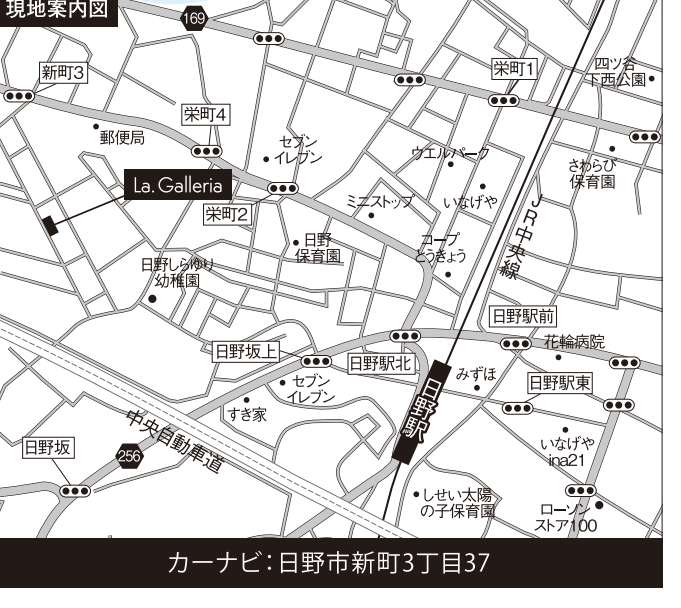 現地案内図
169
新町3
栄町1
四ツ谷
下西公園
郵便局
栄町4
セブン
イレブン
ウエルパーク
さわらび
保育園
La. Galleria
栄町2
ミニストップ
いなげや
JR中央線
日野
保育園
コープ
とうきょう
日野しらゆり
幼稚園
日野駅前
日野坂上
日野駅北
花輪病院
セブン
イレブン
みずほ
日野駅東
すき家
日野駅
中央自動車道
日野坂
256
いなげや
ina21
しせい太陽
の子保育園
ローソン
ストア100
カーナビ：日野市新町3丁目37